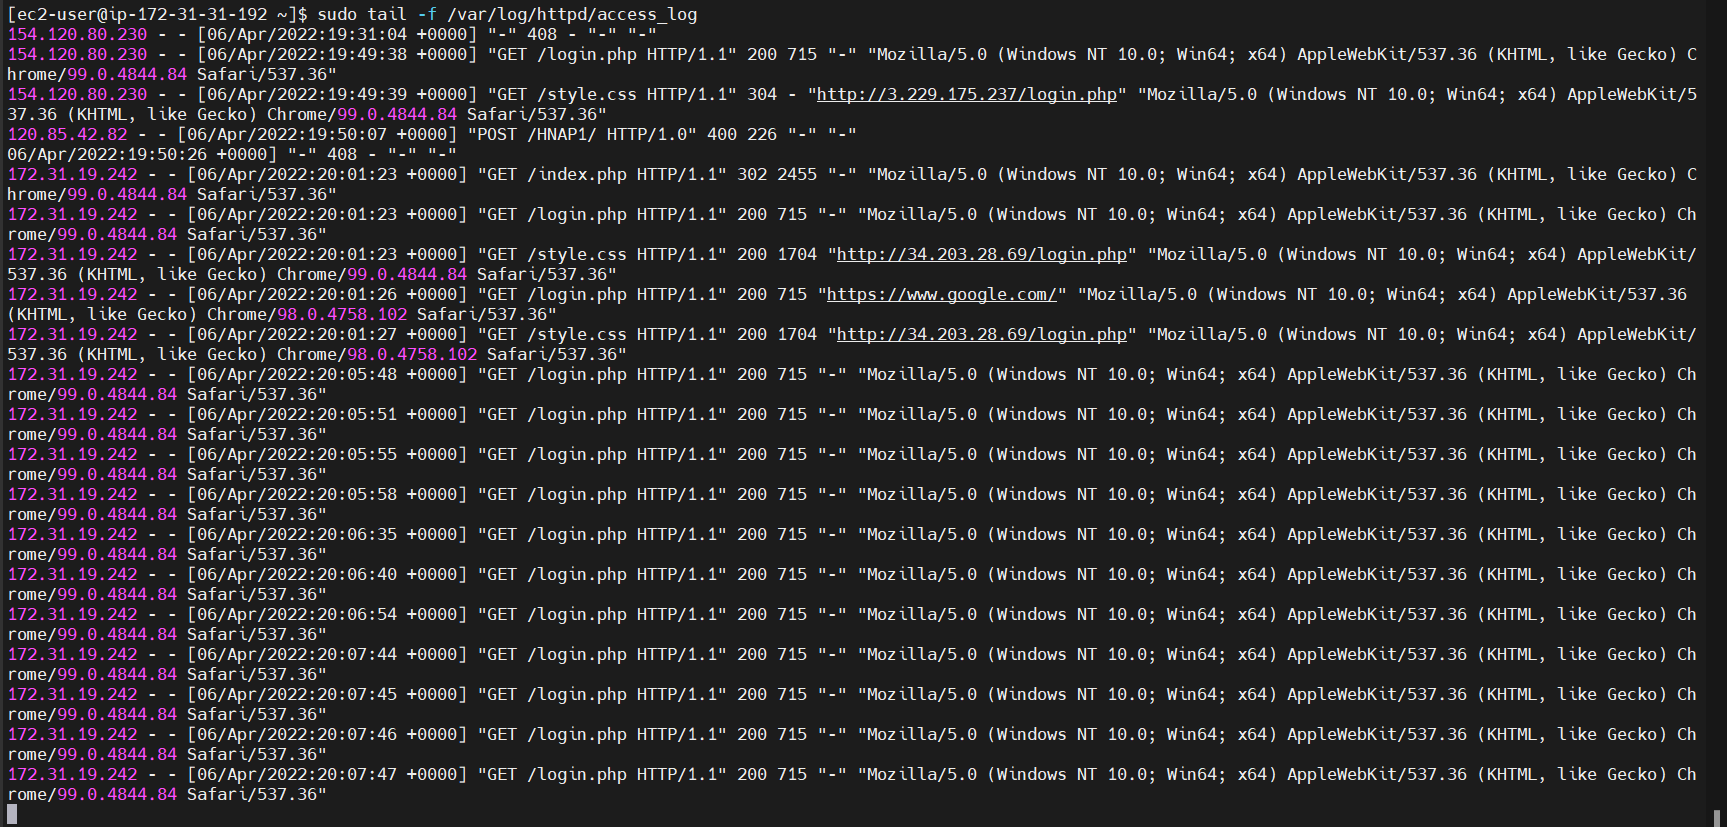 [ec2-user@ip-172-31-31-192 ~]$ sudo tail -f /var/log/httpd/access_log
154.120.80.230 - - [06/Apr/2022:19:31:04 +0000] "-" 408 - "-" "-"
154.120.80.230 - - [06/Apr/2022:19:49:38 +0000] "GET /login.php HTTP/1.1" 200 715 "-" "Mozilla/5.0 (Windows NT 10.0; Win64; x64) AppleWebKit/537.36 (KHTML, like Gecko) C
hrome/99.0.4844.84 Safari/537.36"
154.120.80.230 - - [06/Apr/2022:19:49:39 +0000] "GET /style.css HTTP/1.1" 304 - "http://3.229.175.237/login.php" "Mozilla/5.0 (Windows NT 10.0; Win64; x64) AppleWebKit/5
37.36 (KHTML, like Gecko) Chrome/99.0.4844.84 Safari/537.36"
120.85.42.82 - - [06/Apr/2022:19:50:07 +0000] "POST /HNAP1/ HTTP/1.0" 400 226 "-" "-"
06/Apr/2022:19:50:26 +0000] "-" 408 - "-" "-"
172.31.19.242 - - [06/Apr/2022:20:01:23 +0000] "GET /index.php HTTP/1.1" 302 2455 "-" "Mozilla/5.0 (Windows NT 10.0; Win64; x64) AppleWebKit/537.36 (KHTML, like Gecko) C
hrome/99.0.4844.84 Safari/537.36"
172.31.19.242 - - [06/Apr/2022:20:01:23 +0000] "GET /login.php HTTP/1.1" 200 715 "-" "Mozilla/5.0 (Windows NT 10.0; Win64; x64) AppleWebKit/537.36 (KHTML, like Gecko) Ch
rome/99.0.4844.84 Safari/537.36"
172.31.19.242 - - [06/Apr/2022:20:01:23 +0000] "GET /style.css HTTP/1.1" 200 1704 "http://34.203.28.69/login.php" "Mozilla/5.0 (Windows NT 10.0; Win64; x64) AppleWebKit/
537.36 (KHTML, like Gecko) Chrome/99.0.4844.84 Safari/537.36"
172.31.19.242 - - [06/Apr/2022:20:01:26 +0000] "GET /login.php HTTP/1.1" 200 715 "https://www.google.com/" "Mozilla/5.0 (Windows NT 10.0; Win64; x64) AppleWebKit/537.36
(KHTML, like Gecko) Chrome/98.0.4758.102 Safari/537.36"
172.31.19.242 - - [06/Apr/2022:20:01:27 +0000] "GET /style.css HTTP/1.1" 200 1704 "http://34.203.28.69/login.php" "Mozilla/5.0 (Windows NT 10.0; Win64; x64) AppleWebKit/
537.36 (KHTML, like Gecko) Chrome/98.0.4758.102 Safari/537.36"
172.31.19.242 - - [06/Apr/2022:20:05:48 +0000] "GET /login.php HTTP/1.1" 200 715 "-" "Mozilla/5.0 (Windows NT 10.0; Win64; x64) AppleWebKit/537.36 (KHTML, like Gecko) Ch
rome/99.0.4844.84 Safari/537.36"
172.31.19.242 - - [06/Apr/2022:20:05:51 +0000] "GET /login.php HTTP/1.1" 200 715 "-" "Mozilla/5.0 (Windows NT 10.0; Win64; x64) AppleWebKit/537.36 (KHTML, like Gecko) Ch
rome/99.0.4844.84 Safari/537.36"
172.31.19.242 - - [06/Apr/2022:20:05:55 +0000] "GET /login.php HTTP/1.1" 200 715 "-" "Mozilla/5.0 (Windows NT 10.0; Win64; x64) AppleWebKit/537.36 (KHTML, like Gecko) Ch
rome/99.0.4844.84 Safari/537.36"
172.31.19.242 - - [06/Apr/2022:20:05:58 +0000] "GET /login.php HTTP/1.1" 200 715 "-" "Mozilla/5.0 (Windows NT 10.0; Win64; x64) AppleWebKit/537.36 (KHTML, like Gecko) Ch
rome/99.0.4844.84 Safari/537.36"
172.31.19.242 - - [06/Apr/2022:20:06:35 +0000] "GET /login.php HTTP/1.1" 200 715 "-" "Mozilla/5.0 (Windows NT 10.0; Win64; x64) AppleWebKit/537.36 (KHTML, like Gecko) Ch
rome/99.0.4844.84 Safari/537.36"
172.31.19.242 - - [06/Apr/2022:20:06:40 +0000] "GET /login.php HTTP/1.1" 200 715 "-" "Mozilla/5.0 (Windows NT 10.0; Win64; x64) AppleWebKit/537.36 (KHTML, like Gecko) Ch
rome/99.0.4844.84 Safari/537.36"
172.31.19.242 - - [06/Apr/2022:20:06:54 +0000] "GET /login.php HTTP/1.1" 200 715 "-" "Mozilla/5.0 (Windows NT 10.0; Win64; x64) AppleWebKit/537.36 (KHTML, like Gecko) Ch
rome/99.0.4844.84 Safari/537.36"
172.31.19.242 - - [06/Apr/2022:20:07:44 +0000] "GET /login.php HTTP/1.1" 200 715 "-" "Mozilla/5.0 (Windows NT 10.0; Win64; x64) AppleWebKit/537.36 (KHTML, like Gecko) Ch
rome/99.0.4844.84 Safari/537.36"
172.31.19.242 - - [06/Apr/2022:20:07:45 +0000] "GET /login.php HTTP/1.1" 200 715 "-" "Mozilla/5.0 (Windows NT 10.0; Win64; x64) AppleWebKit/537.36 (KHTML, like Gecko) Ch
rome/99.0.4844.84 Safari/537.36"
172.31.19.242 - - [06/Apr/2022:20:07:46 +0000] "GET /login.php HTTP/1.1" 200 715 "-" "Mozilla/5.0 (Windows NT 10.0; Win64; x64) AppleWebKit/537.36 (KHTML, like Gecko) Ch
rome/99.0.4844.84 Safari/537.36"
172.31.19.242 - - [06/Apr/2022:20:07:47 +0000] "GET /login.php HTTP/1.1" 200 715 "-" "Mozilla/5.0 (Windows NT 10.0; Win64; x64) AppleWebKit/537.36 (KHTML, like Gecko) Ch
rome/99.0.4844.84 Safari/537.36"